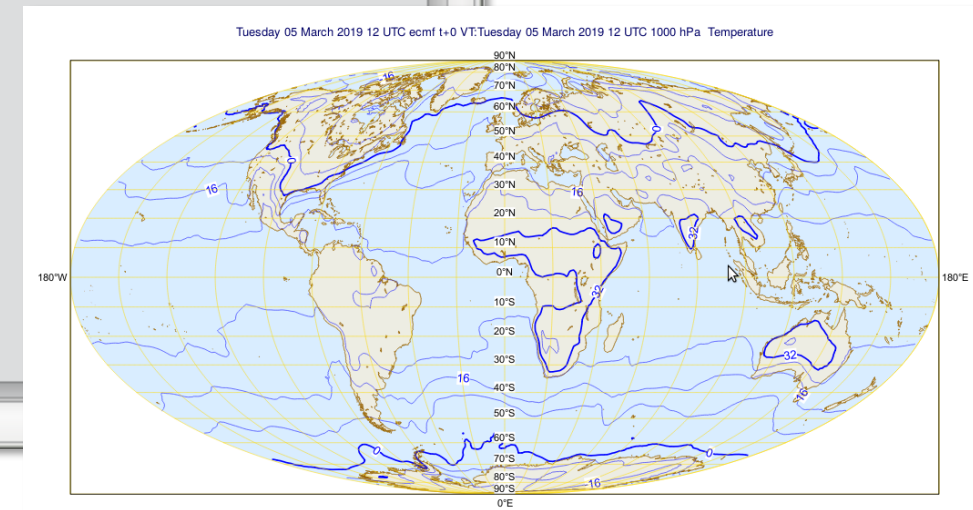 Tuesday 05 March 2019 12 UTC ecmf t+0 VT:Tuesday 05 March 2019 12 UTC 1000 hPa Temperature
90°N
80°N
-16
70°N
60°N
0
50°N
40°N
0
16
16
30°N
20°N
32
10°N
180°W
0°N
180°E
32
10°S
20°S
32
30°S
16
40°S
16
50°S
60°S
0
0
70°S
80°S
-16
90°S
0°E